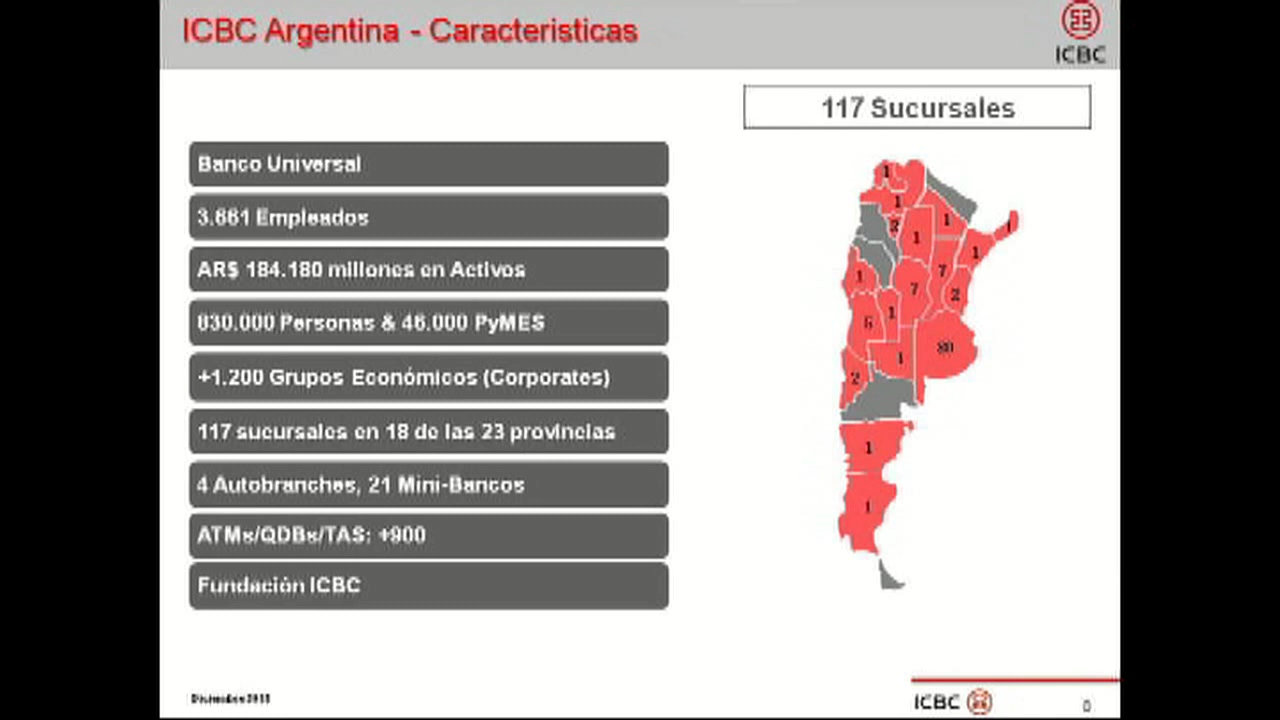 ICBC Argentina - Caracteristicas
ICBC
117 Sucursales
Banco Universal
3.661 Empleados
AR$ 184.180 millones en Activos
830.000 Personas & 46.000 PyMES
+1.200 Grupos Económicos (Corporates)
117 sucursales en 18 de las 23 provincias
4 Autobranches, 21 Mini-Bancos
ATMs/QDBs/TAS: +900
Fundación ICBC
1
1
2
1
1
1
1
1
7
7
2
6
1
80
1
2
1
1
ICBC
0